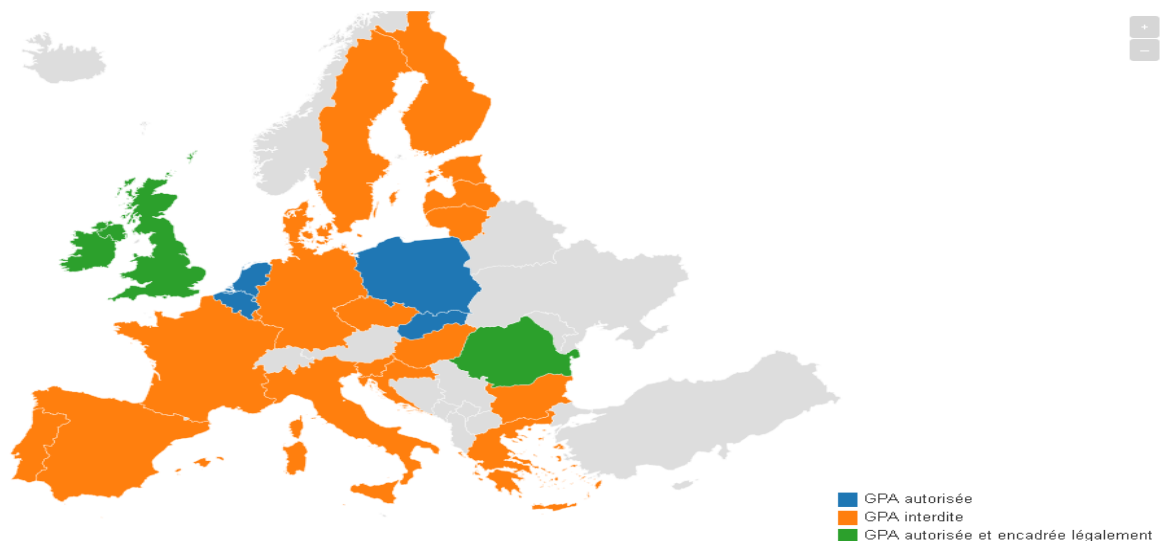 +
–
GPA autorisée
GPA interdite
GPA autorisée et encadrée légalement